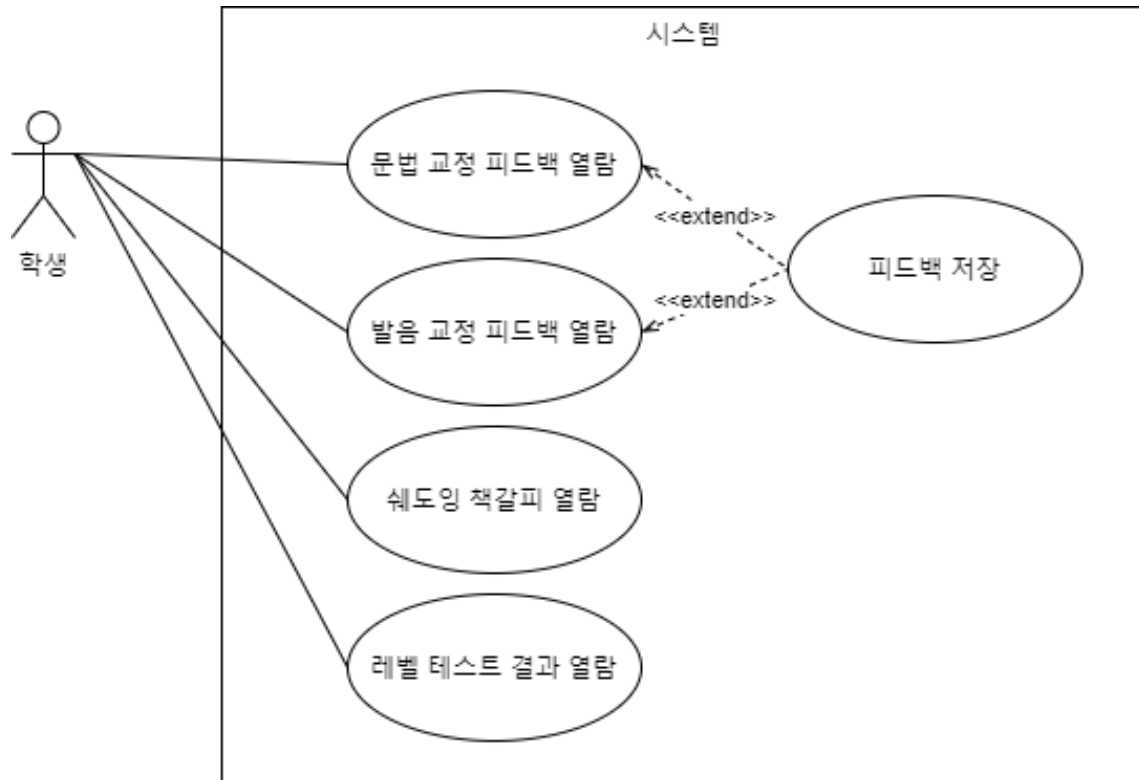 시스템
문법 교정 피드백 열람
<<extend>>
피드백 저장
학생
<<extend>>
발음 교정 피드백 열람
쉐도잉 책갈피 열람
레벨 테스트 결과 열람